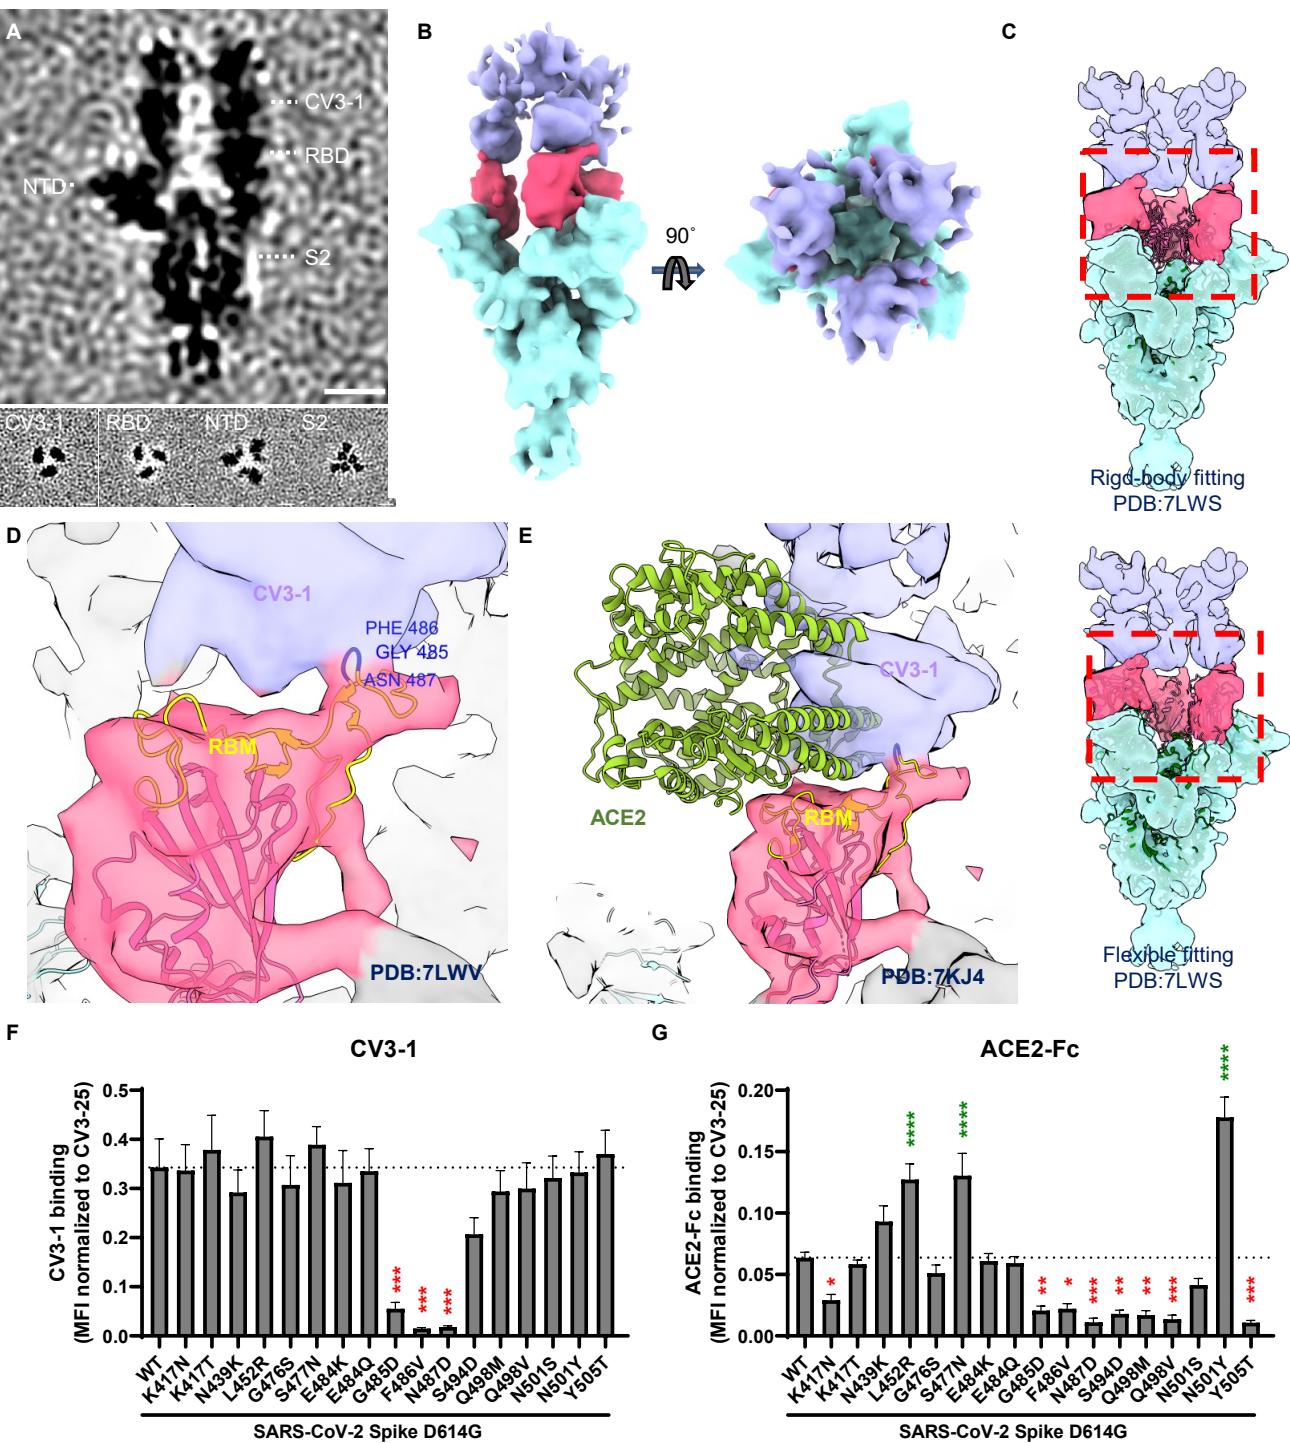 A
CV3-1
RBD
NTD
S2
CV3-1
RBD
NTD
S2
B
90°
C
Rigd-body fitting
PDB:7LWS
Flexible fitting
PDB:7LWS
D
CV3-1
PHE 486
GLY 485
ASN 487
RBM
PDB:7LWV
E
CV3-1
ACE2
RBM
PDB:7KJ4
F
CV3-1
CV3-1 binding
(MFI normalized to CV3-25)
0.5
0.4
0.3
0.2
0.1
0.0
***
***
***
WT
K417N
K417T
N439K
L452R
G476S
S477N
E484K
E484Q
G485D
F486V
N487D
S494D
Q498M
Q498V
N501S
N501Y
Y505T
SARS-CoV-2 Spike D614G
G
ACE2-Fc
ACE2-Fc binding
(MFI normalized to CV3-25)
0.20
0.15
0.10
0.05
0.00
*
****
****
**
*
***
**
**
***
****
***
WT
K417N
K417T
N439K
L452R
G476S
S477N
E484K
E484Q
G485D
F486V
N487D
S494D
Q498M
Q498V
N501S
N501Y
Y505T
SARS-CoV-2 Spike D614G